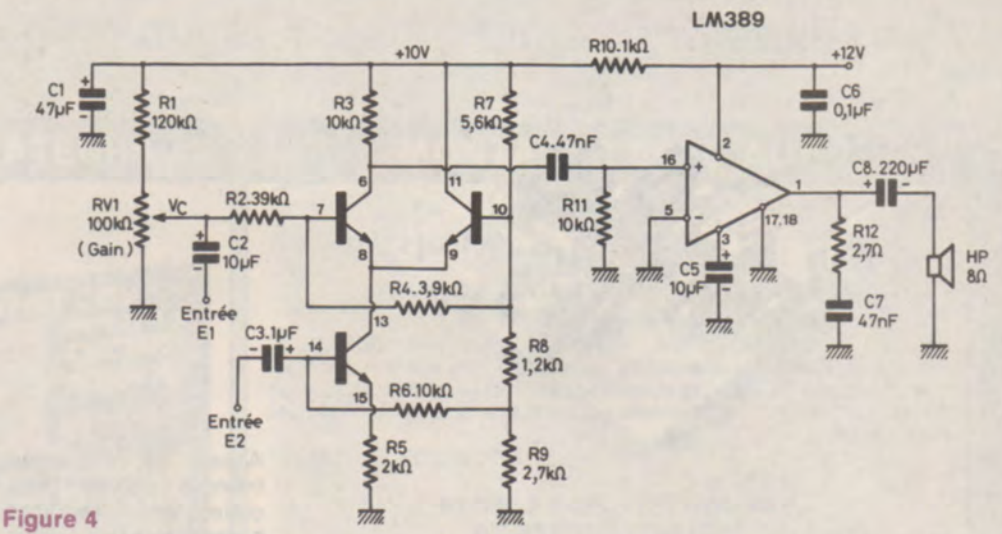 LM389
+10V
R10.1kΩ
+12V
C1
47µF
+
-
R1
120kΩ
R3
10kΩ
R7
5,6kΩ
C6
0,1µF
C4.47nF
2
6
11
16
+
1
C8.220µF
+
-
RV1
100kΩ
(Gain)
VC
R2.39kΩ
7
10
R11
10kΩ
5
-
17.18
3
+
C2
10µF
+
-
8
9
R12
2,7Ω
HP
8Ω
C5
10µF
-
R4.3,9kΩ
Entrée
E1
13
C7
47nF
C3.1µF
-
+
14
R8
1,2kΩ
15
R6.10kΩ
Entrée
E2
R5
2kΩ
R9
2,7kΩ
Figure 4